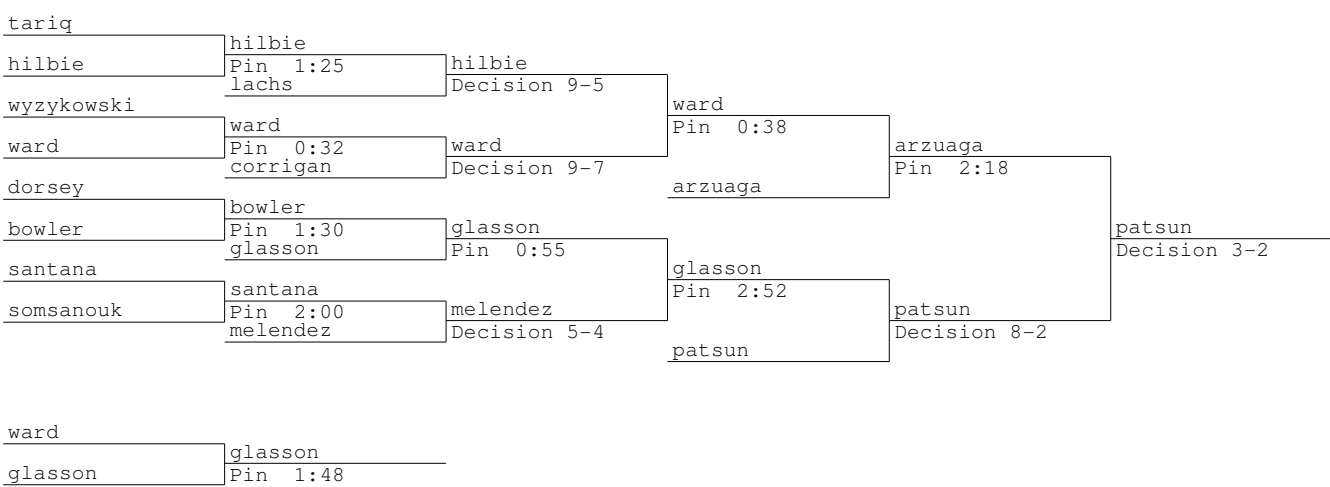 tariq
hilbie
hilbie
Pin 1:25
hilbie
lachs
Decision 9-5
wyzykowski
ward
ward
Pin 0:38
ward
Pin 0:32
ward
arzuaga
corrigan
Decision 9-7
Pin 2:18
dorsey
arzuaga
bowler
bowler
Pin 1:30
glasson
patsun
glasson
Pin 0:55
Decision 3-2
santana
glasson
santana
Pin 2:52
somsanouk
Pin 2:00
melendez
patsun
melendez
Decision 5-4
Decision 8-2
patsun
ward
glasson
glasson
Pin 1:48